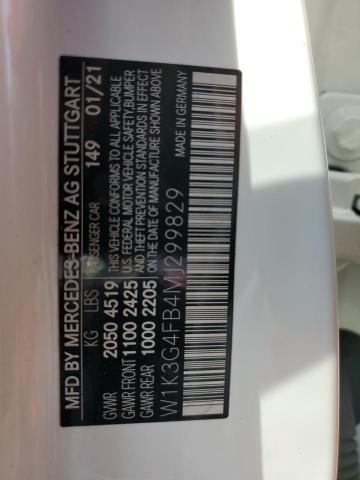 MFD BY MERCEDES-BENZ AG STUTTGART
KG LBS PASSENGER CAR 149 01/21
GVWR 2050 4519 THIS VEHICLE CONFORMS TO ALL APPLICABLE
GAWR FRONT 1100 2425 U.S. FEDERAL MOTOR VEHICLE SAFETY, BUMPER
AND THEFT PREVENTION STANDARDS IN EFFECT
GAWR REAR 1000 2205 ON THE DATE OF MANUFACTURE SHOWN ABOVE
W1K3G4FB4MJ299829 MADE IN GERMANY